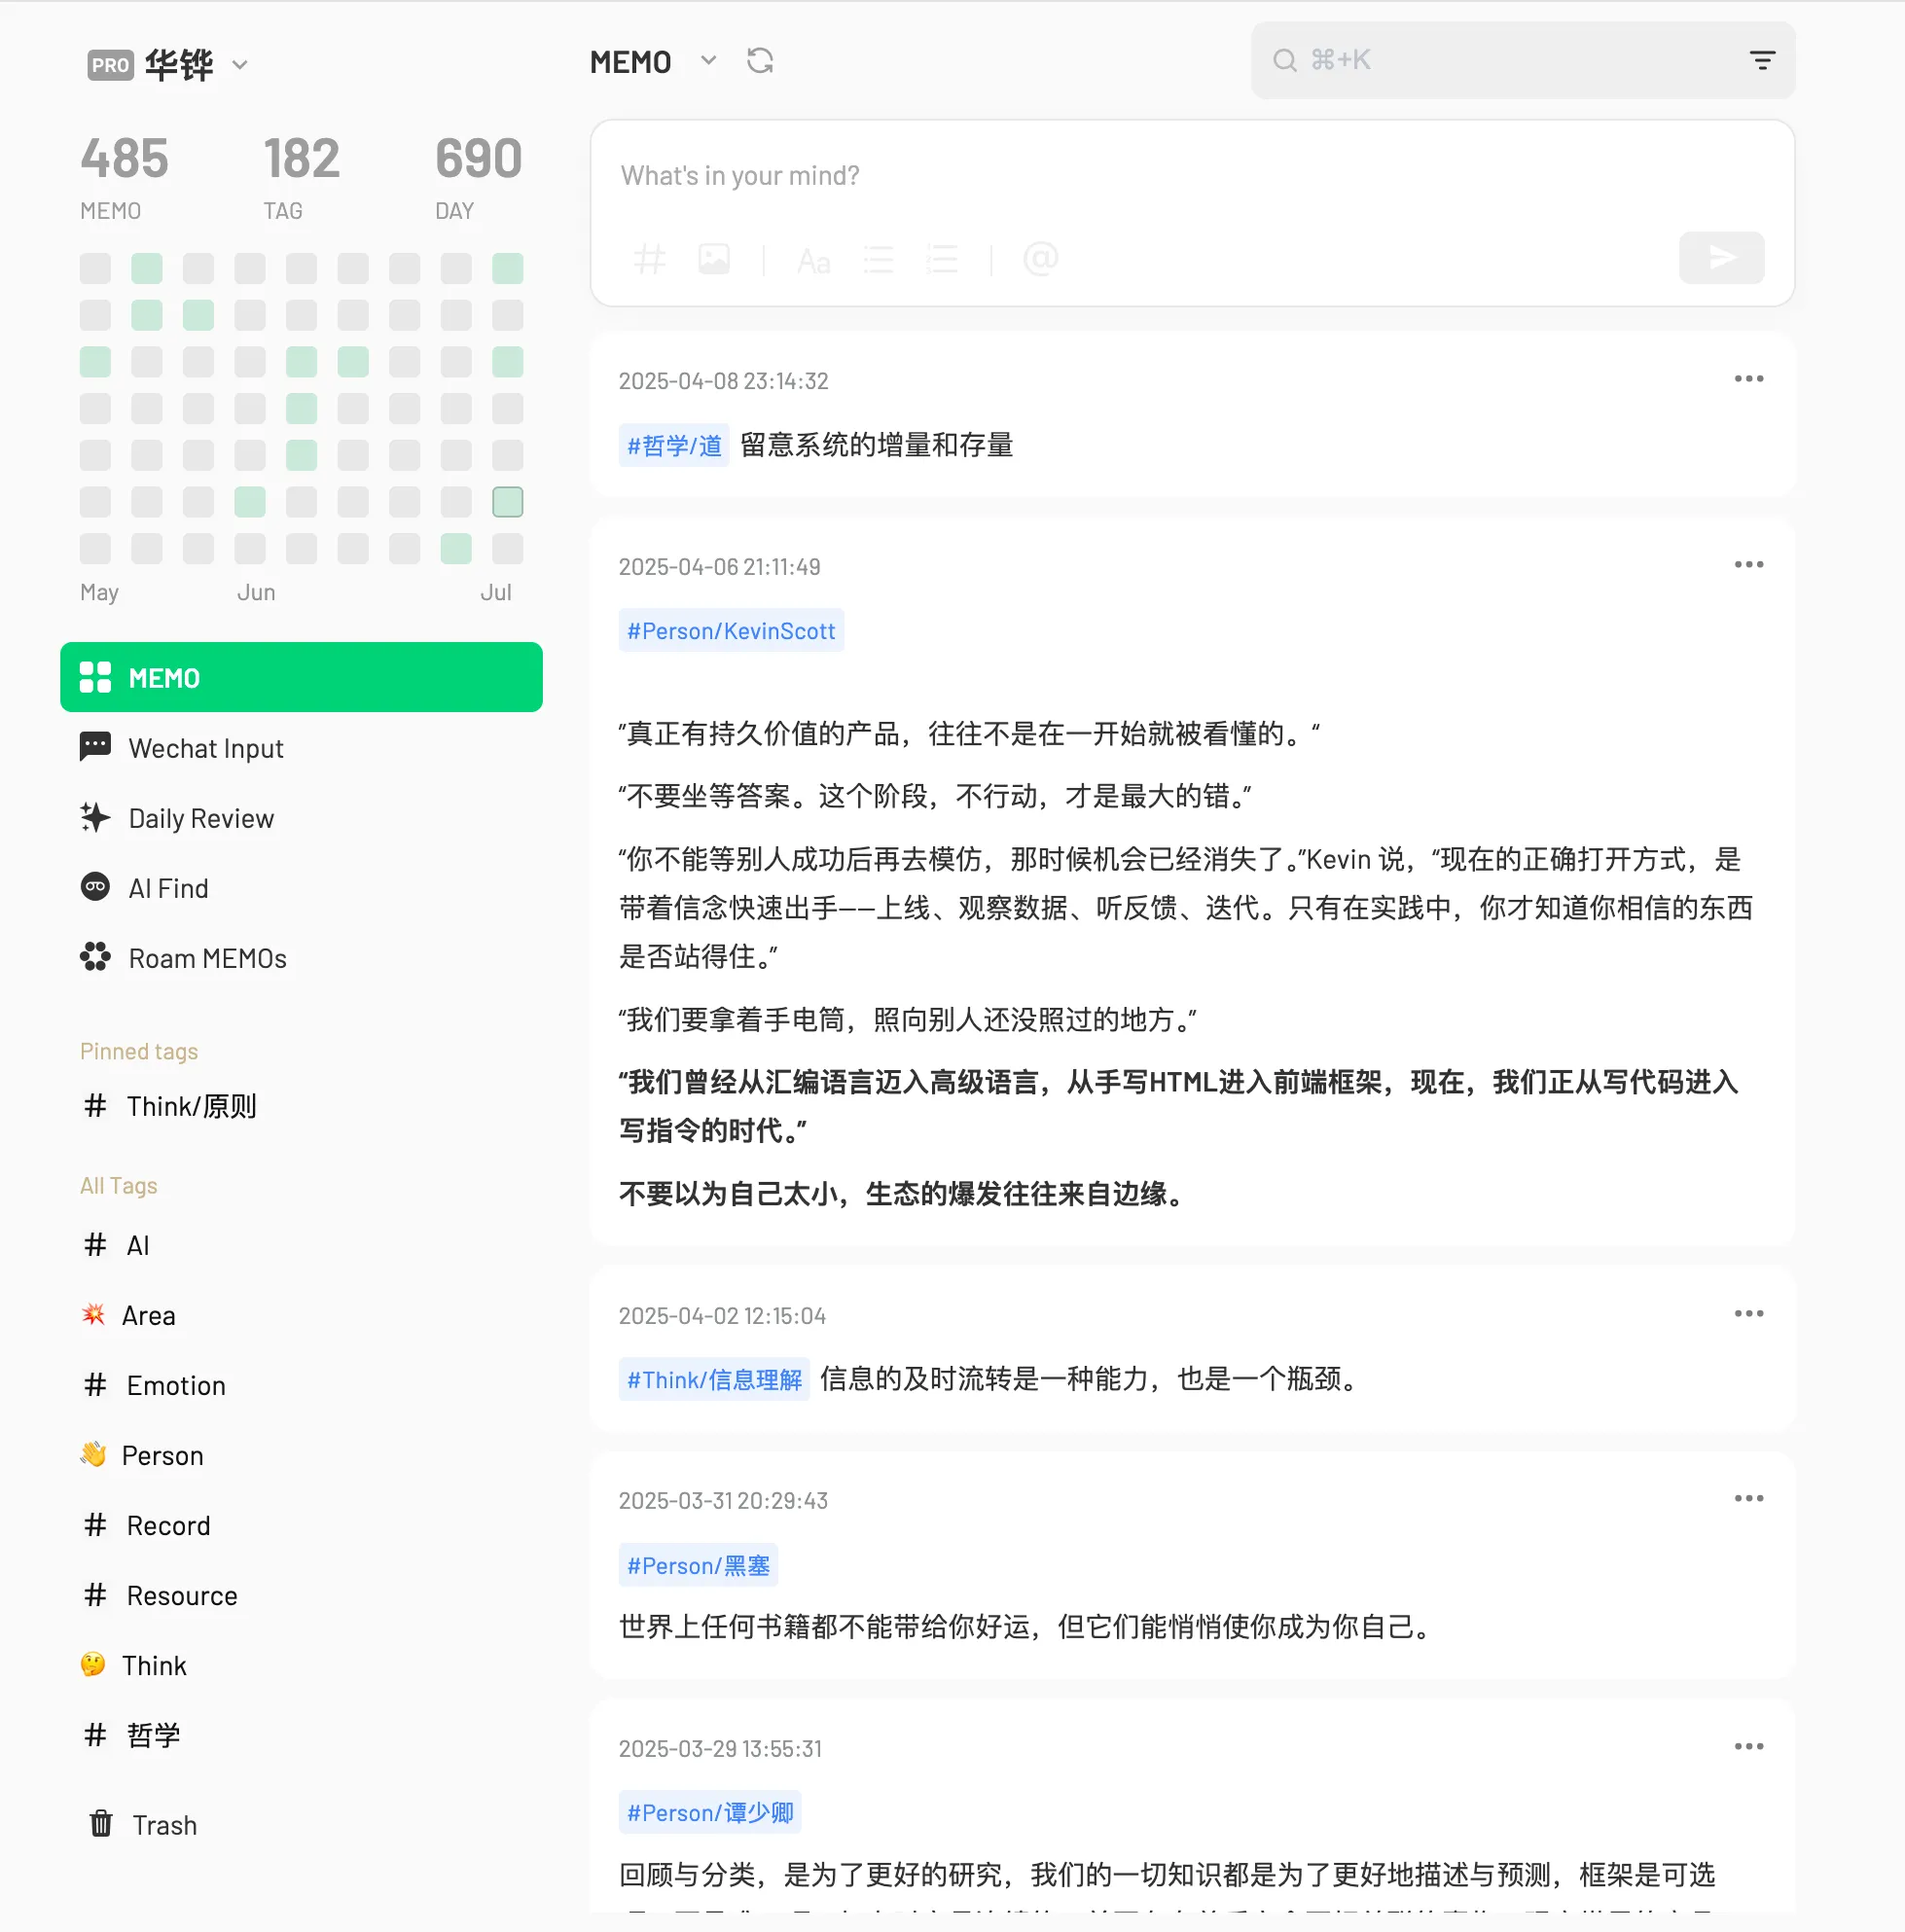 PRO 华铧
485 182 690
MEMO TAG DAY
May Jun Jul
MEMO
Wechat Input
Daily Review
AI Find
Roam MEMOs
Pinned tags
# Think/原则
All Tags
# AI
Area
# Emotion
Person
# Record
# Resource
Think
# 哲学
Trash
MEMO
⌘+K
What's in your mind?
Aa @
2025-04-08 23:14:32
#哲学/道 留意系统的增量和存量
2025-04-06 21:11:49
#Person/KevinScott
”真正有持久价值的产品，往往不是在一开始就被看懂的。“
“不要坐等答案。这个阶段，不行动，才是最大的错。”
“你不能等别人成功后再去模仿，那时候机会已经消失了。”Kevin 说，“现在的正确打开方式，是
带着信念快速出手——上线、观察数据、听反馈、迭代。只有在实践中，你才知道你相信的东西
是否站得住。”
“我们要拿着手电筒，照向别人还没照过的地方。”
“我们曾经从汇编语言迈入高级语言，从手写HTML进入前端框架，现在，我们正从写代码进入
写指令的时代。”
不要以为自己太小，生态的爆发往往来自边缘。
2025-04-02 12:15:04
#Think/信息理解 信息的及时流转是一种能力，也是一个瓶颈。
2025-03-31 20:29:43
#Person/黑塞
世界上任何书籍都不能带给你好运，但它们能悄悄使你成为你自己。
2025-03-29 13:55:31
#Person/谭少卿
回顾与分类，是为了更好的研究，我们的一切知识都是为了更好地描述与预测，框架是可选